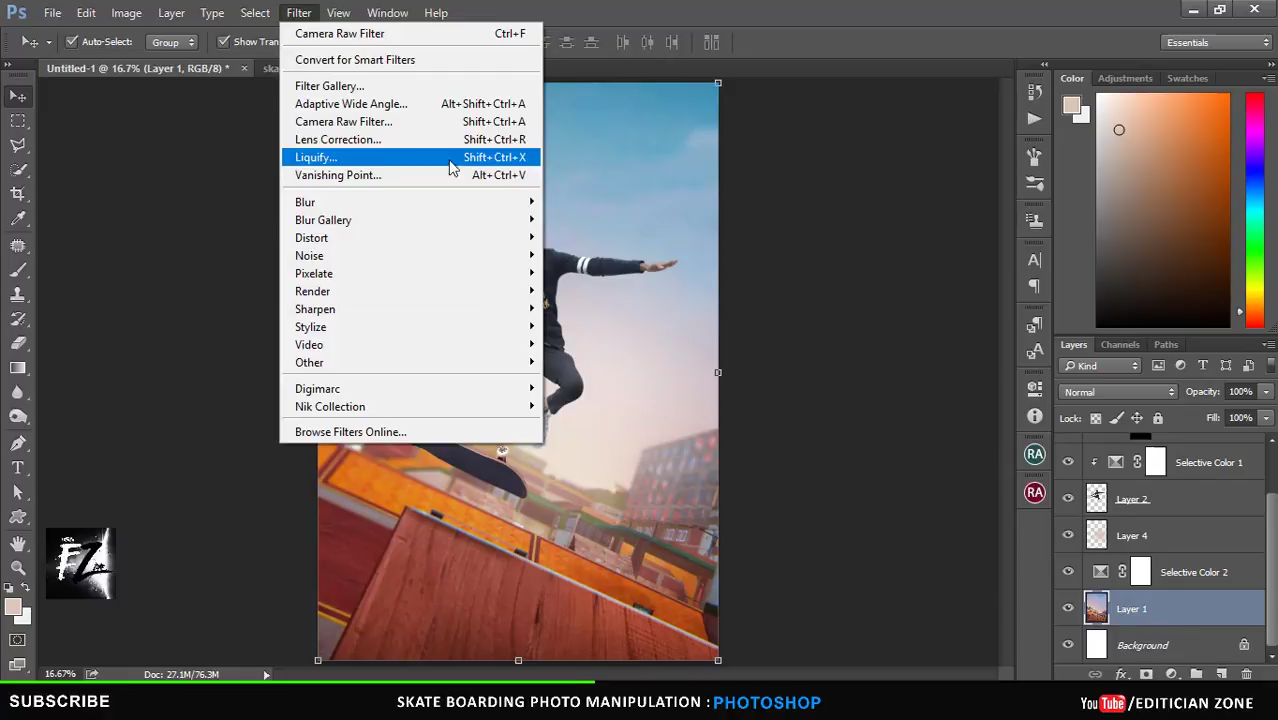 Ps File Edit Image Layer Type Select Filter View Window Help
Auto-Select: Group Show Tran Essentials
Untitled-1 @ 16.7% (Layer 1, RGB/8) * × ska
Camera Raw Filter Ctrl+F
Convert for Smart Filters
Filter Gallery...
Adaptive Wide Angle... Alt+Shift+Ctrl+A
Camera Raw Filter... Shift+Ctrl+A
Lens Correction... Shift+Ctrl+R
Liquify... Shift+Ctrl+X
Vanishing Point... Alt+Ctrl+V
Blur
Blur Gallery
Distort
Noise
Pixelate
Render
Sharpen
Stylize
Video
Other
Digimarc
Nik Collection
Browse Filters Online...
Color Adjustments Swatches
Layers Channels Paths
Kind
Normal Opacity: 100%
Lock: Fill: 100%
Selective Color 1
Layer 2
Layer 4
Selective Color 2
Layer 1
Background
RA
RA
FZ
16.67% Doc: 27.1M/76.3M
SUBSCRIBE SKATE BOARDING PHOTO MANIPULATION : PHOTOSHOP YouTube/EDITICIAN ZONE